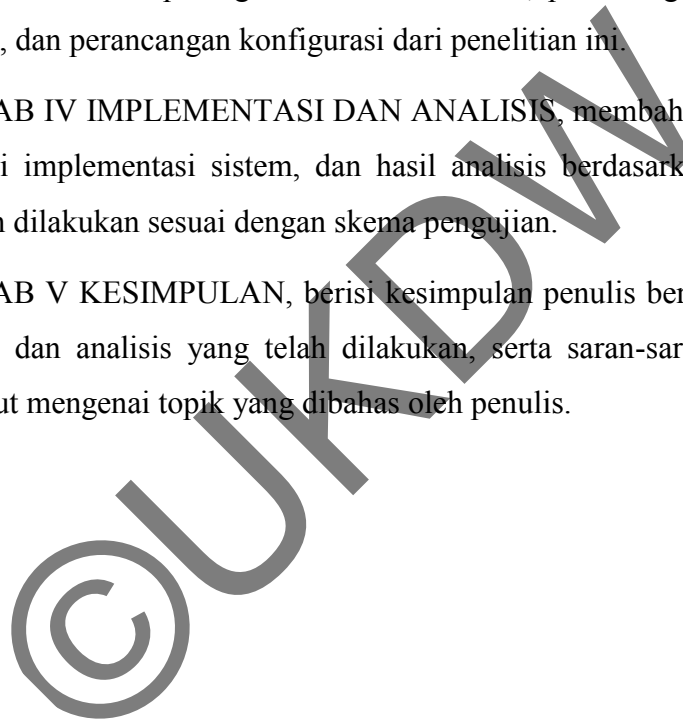 , dan perancangan konfigurasi dari penelitian ini.
AB IV IMPLEMENTASI DAN ANALISIS, membah
i implementasi sistem, dan hasil analisis berdasark
n dilakukan sesuai dengan skema pengujian.
AB V KESIMPULAN, berisi kesimpulan penulis ber
dan analisis yang telah dilakukan, serta saran-sar
ut mengenai topik yang dibahas oleh penulis.
©UKDW